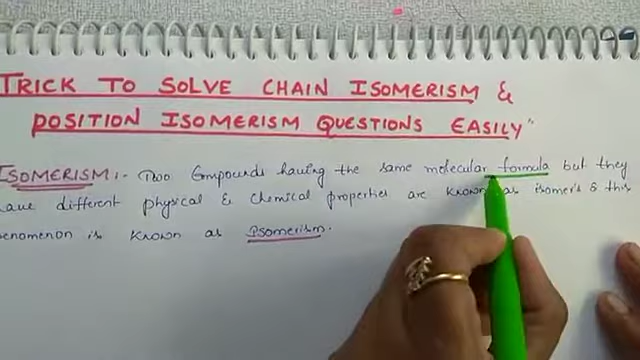 TRICK TO SOLVE CHAIN ISOMERISM &
POSITION ISOMERISM QUESTIONS EASILY"
ISOMERISM:- Two Compounds having the same molecular formula but they
have different physical & chemical properties are known as isomer's & this
enomenon is known as Isomerism.